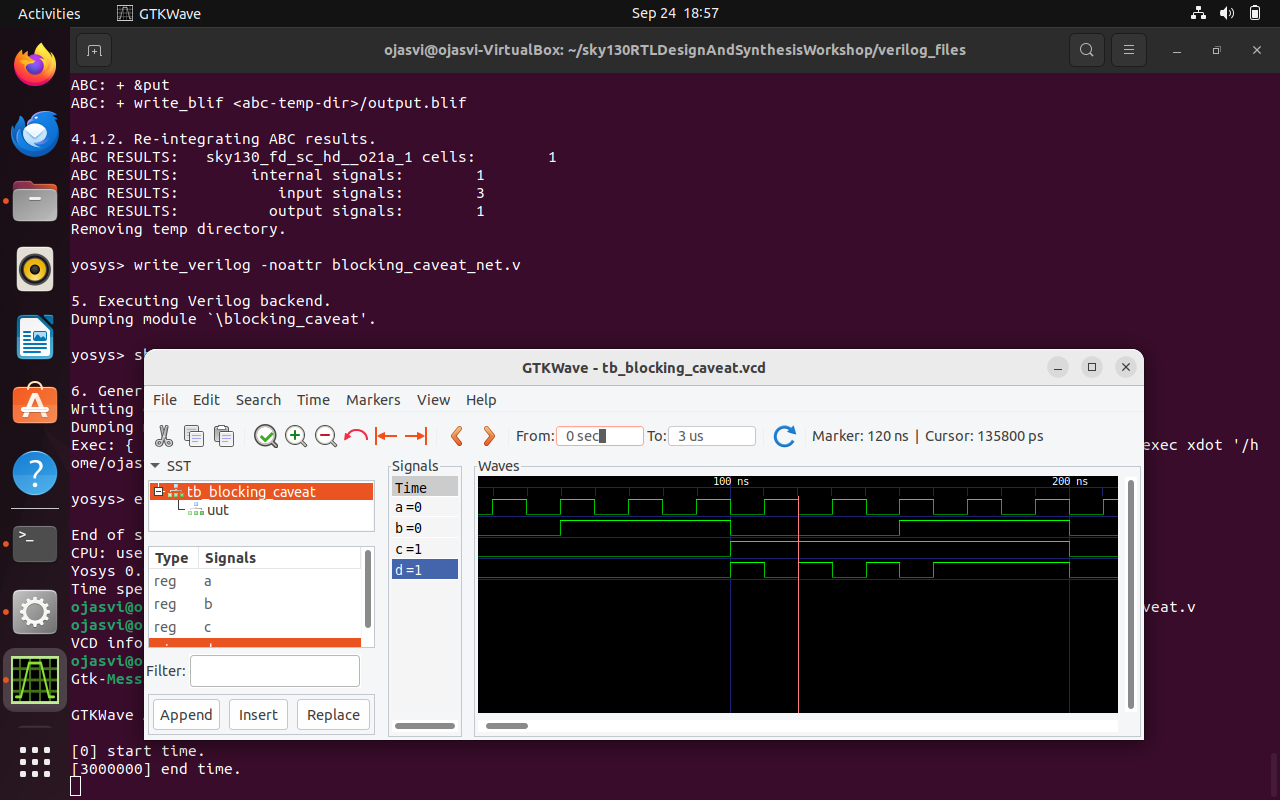 Activities GTKWave Sep 24 18:57
ojasvi@ojasvi-VirtualBox: ~/sky130RTLDesignAndSynthesisWorkshop/verilog_files
ABC: + &put
ABC: + write_blif <abc-temp-dir>/output.blif
4.1.2. Re-integrating ABC results.
ABC RESULTS: sky130_fd_sc_hd__o21a_1 cells: 1
ABC RESULTS: internal signals: 1
ABC RESULTS: input signals: 3
ABC RESULTS: output signals: 1
Removing temp directory.
yosys> write_verilog -noattr blocking_caveat_net.v
5. Executing Verilog backend.
Dumping module `\blocking_caveat'.
yosys>
6. Gener
Writing
Dumping
Exec: { exec xdot '/h
ome/ojas
yosys> e
End of s
CPU: use
Yosys 0.
Time spe
ojasvi@o veat.v
ojasvi@o
VCD info
ojasvi@o
Gtk-Mess
GTKWave
[0] start time.
[3000000] end time.
GTKWave - tb_blocking_caveat.vcd
File Edit Search Time Markers View Help
From: 0 sec To: 3 us Marker: 120 ns | Cursor: 135800 ps
SST
tb_blocking_caveat
uut
Type Signals
reg a
reg b
reg c
Filter:
Append Insert Replace
Signals
Time
a =0
b =0
c =1
d =1
Waves
100 ns 200 ns